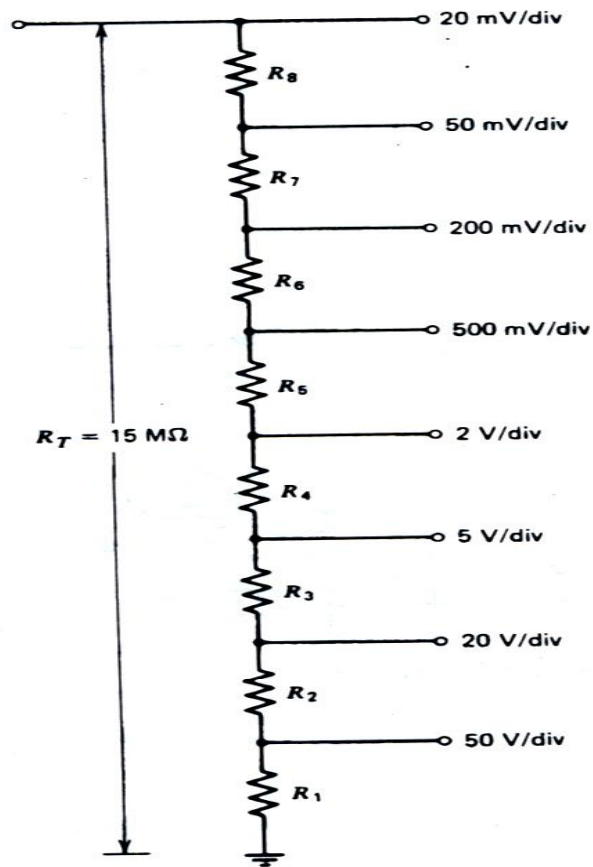 20 mV/div
R₈
50 mV/div
R₇
200 mV/div
R₆
500 mV/div
R₅
R_T = 15 MΩ
2 V/div
R₄
5 V/div
R₃
20 V/div
R₂
50 V/div
R₁